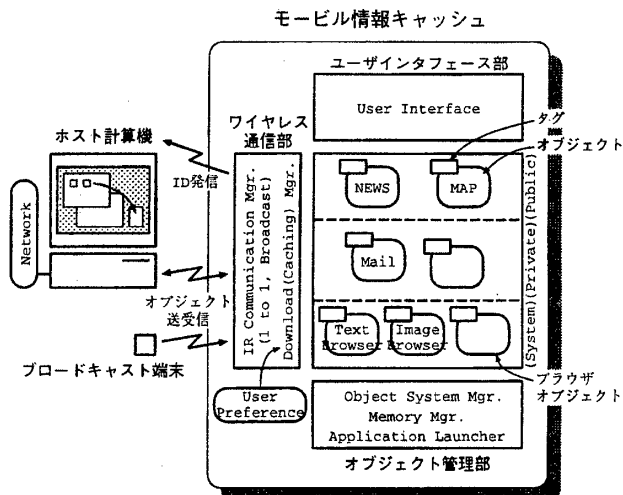 モービル情報キャッシュ
ユーザインタフェース部
User Interface
ワイヤレス
通信部
ホスト計算機
ID発信
Network
オブジェクト
送受信
ブロードキャスト端末
IR Communication Mgr.
(1 to 1, Broadcast)
Download(Caching) Mgr.
User
Preference
タグ
オブジェクト
NEWS
MAP
Mail
Text
Browser
Image
Browser
(System)(Private)(Public)
ブラウザ
オブジェクト
Object System Mgr.
Memory Mgr.
Application Launcher
オブジェクト管理部